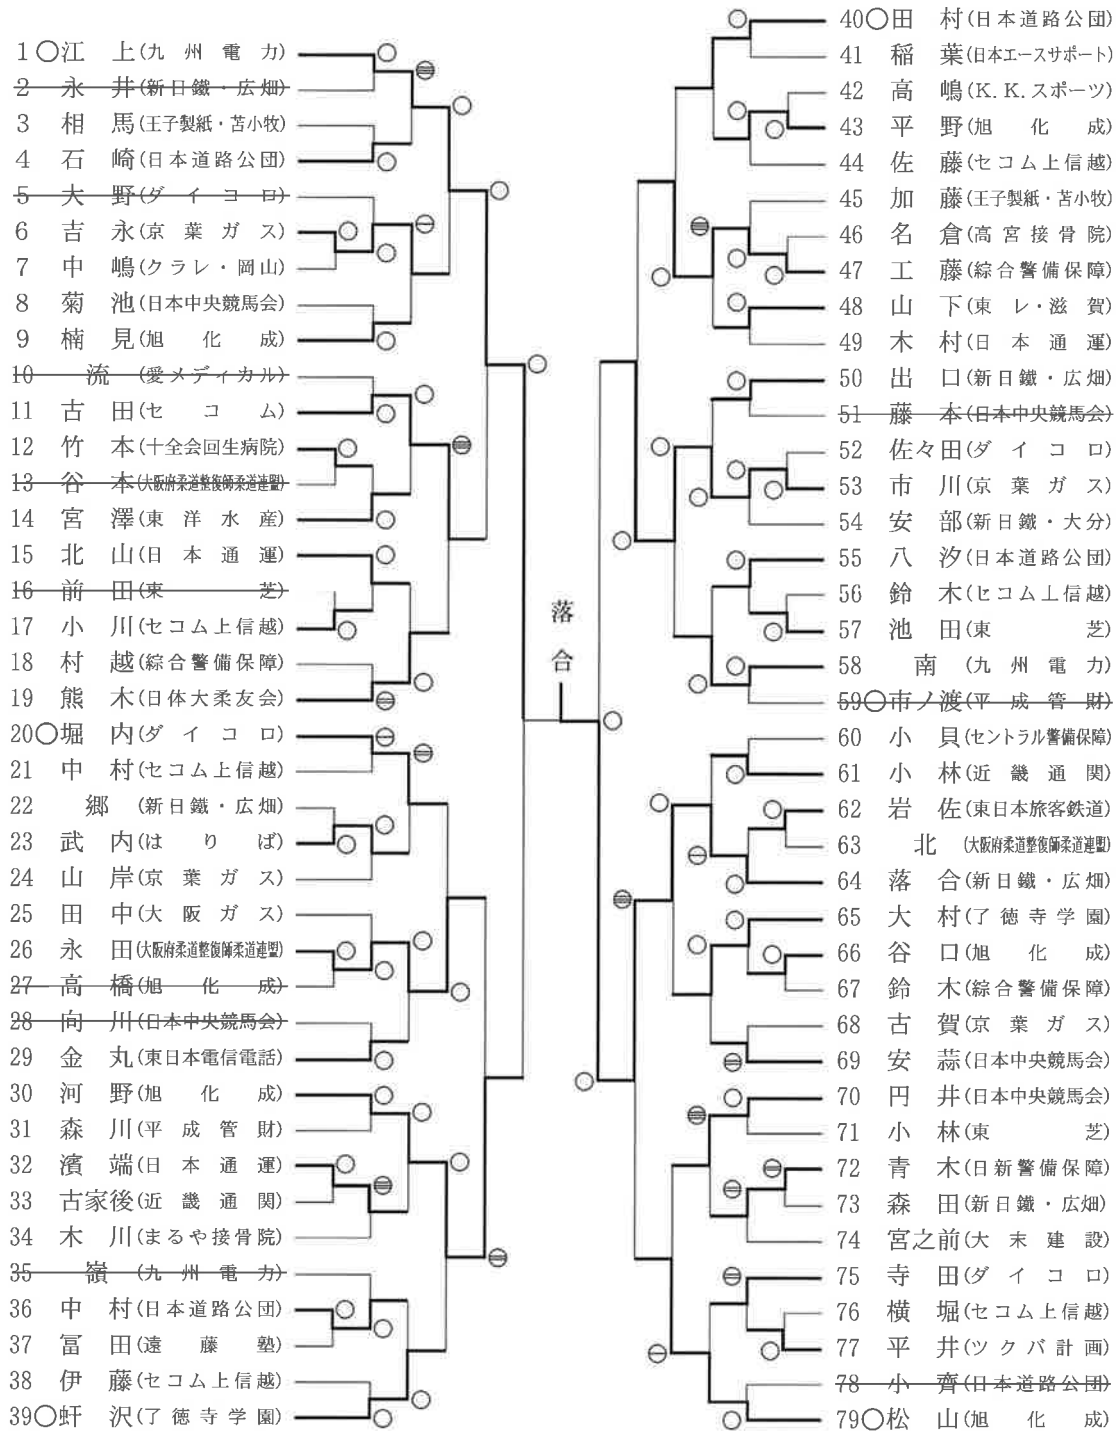 1〇江上(九州電力)
2 永井(新日鐵・広畑)
3 相馬(王子製紙・苫小牧)
4 石崎(日本道路公団)
5 大野(ダイコロ)
6 吉永(京葉ガス)
7 中嶋(クラレ・岡山)
8 菊池(日本中央競馬会)
9 楠見(旭化成)
10 流(愛メディカル)
11 古田(セコム)
12 竹本(十全会回生病院)
13 谷本(大阪府柔道整復師柔道連盟)
14 宮澤(東洋水産)
15 北山(日本通運)
16 前田(東芝)
17 小川(セコム上信越)
18 村越(綜合警備保障)
19 熊木(日体大柔友会)
20〇堀内(ダイコロ)
21 中村(セコム上信越)
22 郷(新日鐵・広畑)
23 武内(はりば)
24 山岸(京葉ガス)
25 田中(大阪ガス)
26 永田(大阪府柔道整復師柔道連盟)
27 高橋(旭化成)
28 向川(日本中央競馬会)
29 金丸(東日本電信電話)
30 河野(旭化成)
31 森川(平成管財)
32 濱端(日本通運)
33 古家後(近畿通関)
34 木川(まるや接骨院)
35 嶺(九州電力)
36 中村(日本道路公団)
37 冨田(遠藤塾)
38 伊藤(セコム上信越)
39〇蚈沢(了徳寺学園)
落合
40〇田村(日本道路公団)
41 稲葉(日本エースサポート)
42 高嶋(K.K.スポーツ)
43 平野(旭化成)
44 佐藤(セコム上信越)
45 加藤(王子製紙・苫小牧)
46 名倉(高宮接骨院)
47 工藤(綜合警備保障)
48 山下(東レ・滋賀)
49 木村(日本通運)
50 出口(新日鐵・広畑)
51 藤本(日本中央競馬会)
52 佐々田(ダイコロ)
53 市川(京葉ガス)
54 安部(新日鐵・大分)
55 八汐(日本道路公団)
56 鈴木(セコム上信越)
57 池田(東芝)
58 南(九州電力)
59〇市ノ渡(平成管財)
60 小貝(セントラル警備保障)
61 小林(近畿通関)
62 岩佐(東日本旅客鉄道)
63 北(大阪府柔道整復師柔道連盟)
64 落合(新日鐵・広畑)
65 大村(了徳寺学園)
66 谷口(旭化成)
67 鈴木(綜合警備保障)
68 古賀(京葉ガス)
69 安蒜(日本中央競馬会)
70 円井(日本中央競馬会)
71 小林(東芝)
72 青木(日新警備保障)
73 森田(新日鐵・広畑)
74 宮之前(大末建設)
75 寺田(ダイコロ)
76 横堀(セコム上信越)
77 平井(ツクバ計画)
78 小齊(日本道路公団)
79〇松山(旭化成)